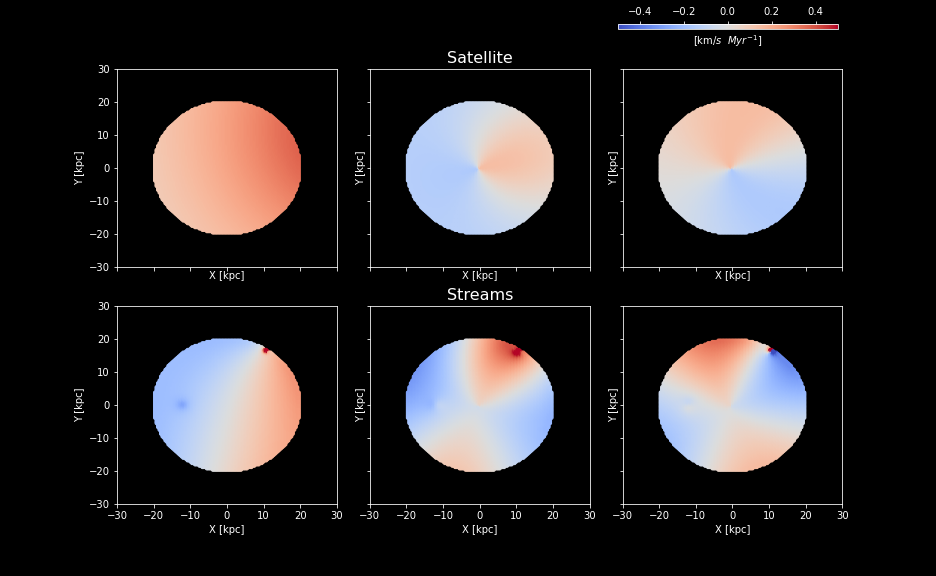 −0.4 −0.2 0.0 0.2 0.4
[km/s Myr⁻¹]
Satellite
30
20
10
0
−10
−20
−30
Y [kpc]
Y [kpc]
Y [kpc]
X [kpc]
X [kpc]
X [kpc]
Streams
30
20
10
0
−10
−20
−30
Y [kpc]
Y [kpc]
Y [kpc]
−30 −20 −10 0 10 20 30
−30 −20 −10 0 10 20 30
−30 −20 −10 0 10 20 30
X [kpc]
X [kpc]
X [kpc]